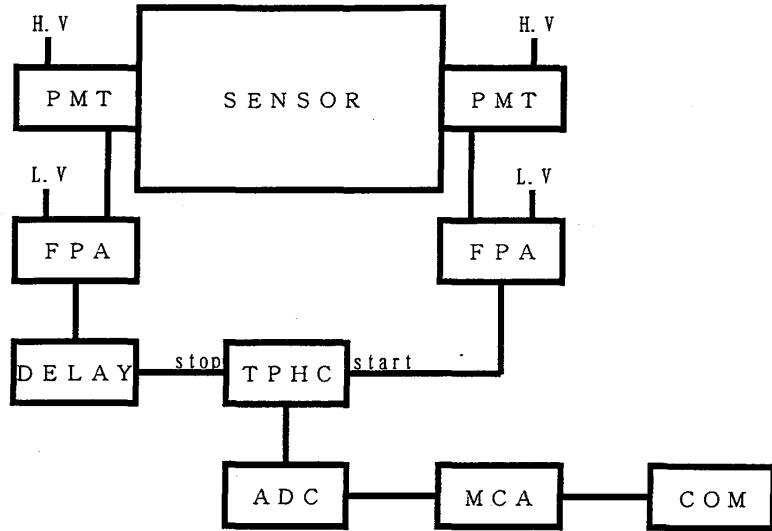 H.V H.V
PMT SENSOR PMT
L.V L.V
FPA FPA
DELAY stop TPHC start
ADC MCA COM